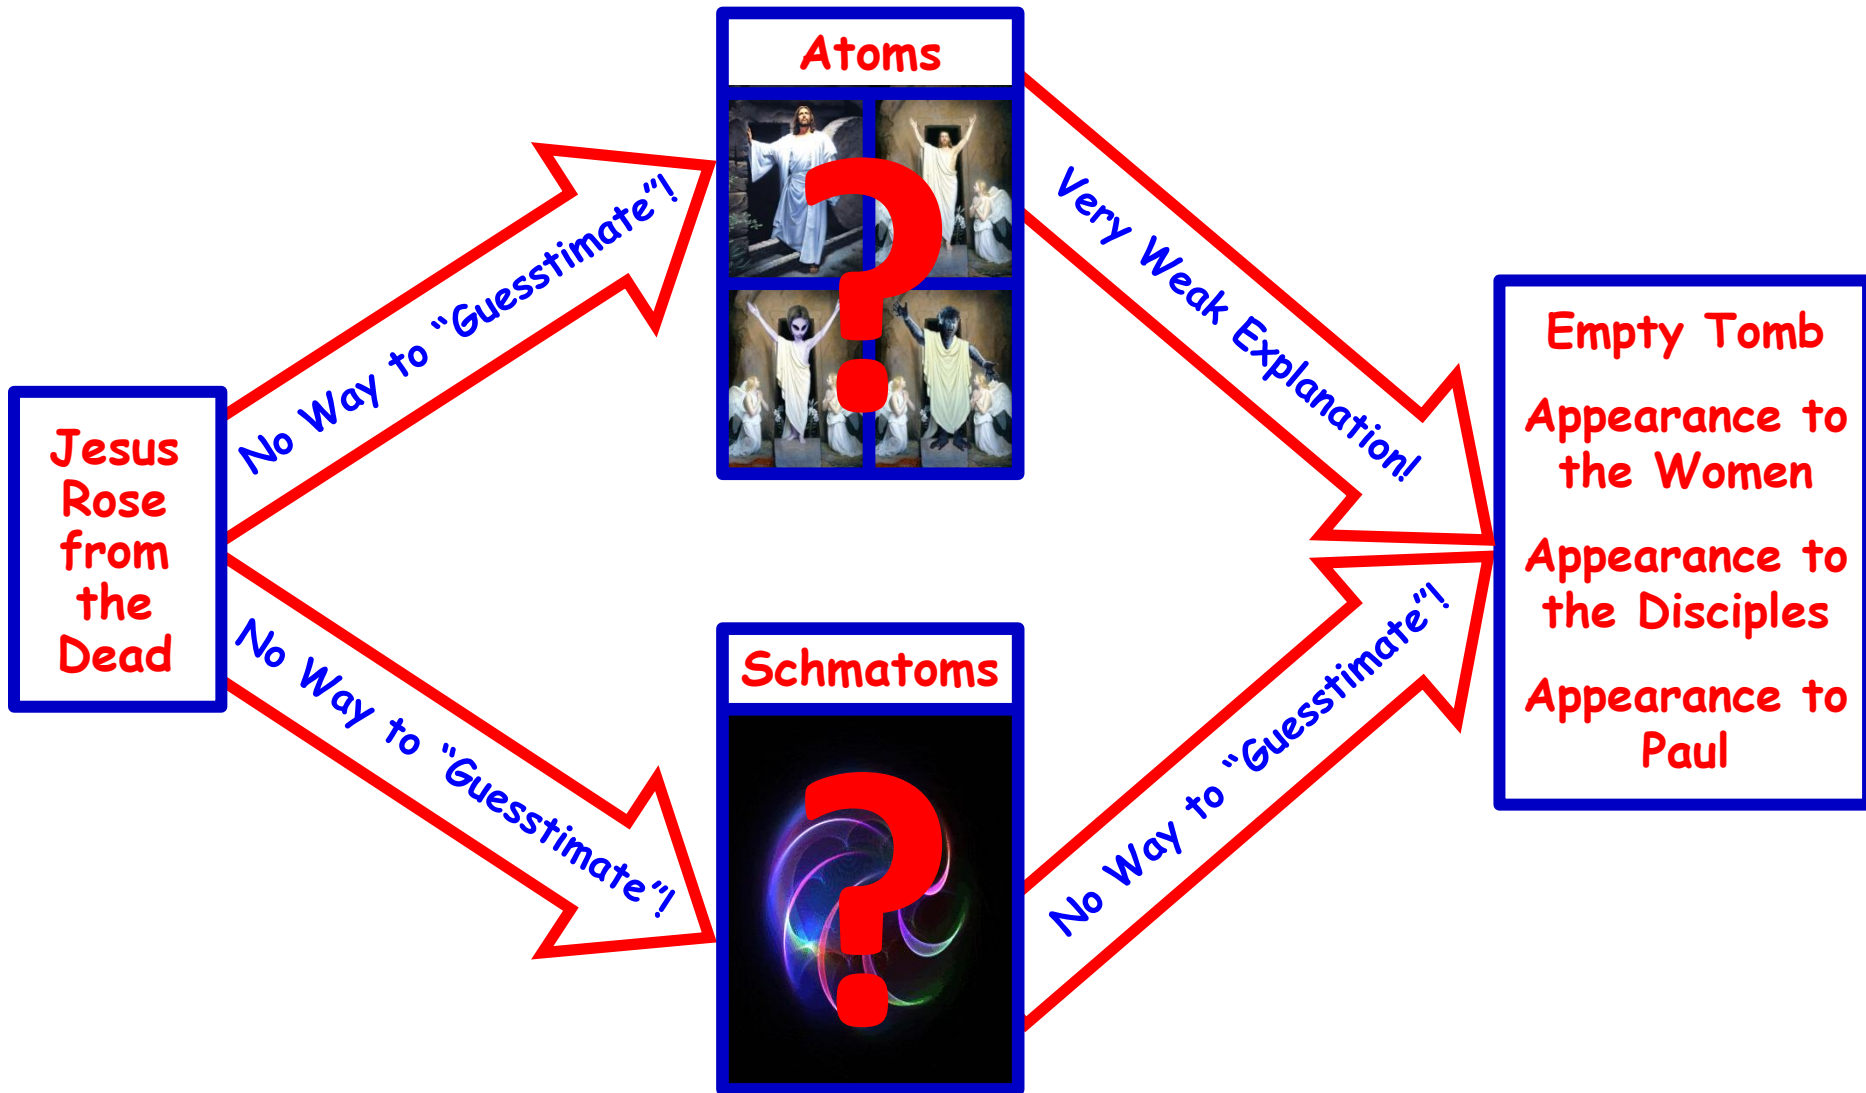 Jesus
Rose
from
the
Dead
No Way to “Guesstimate”!
No Way to “Guesstimate”!
Atoms
?
Schmatoms
?
Very Weak Explanation!
No Way to “Guesstimate”!
Empty Tomb
Appearance to
the Women
Appearance to
the Disciples
Appearance to
Paul